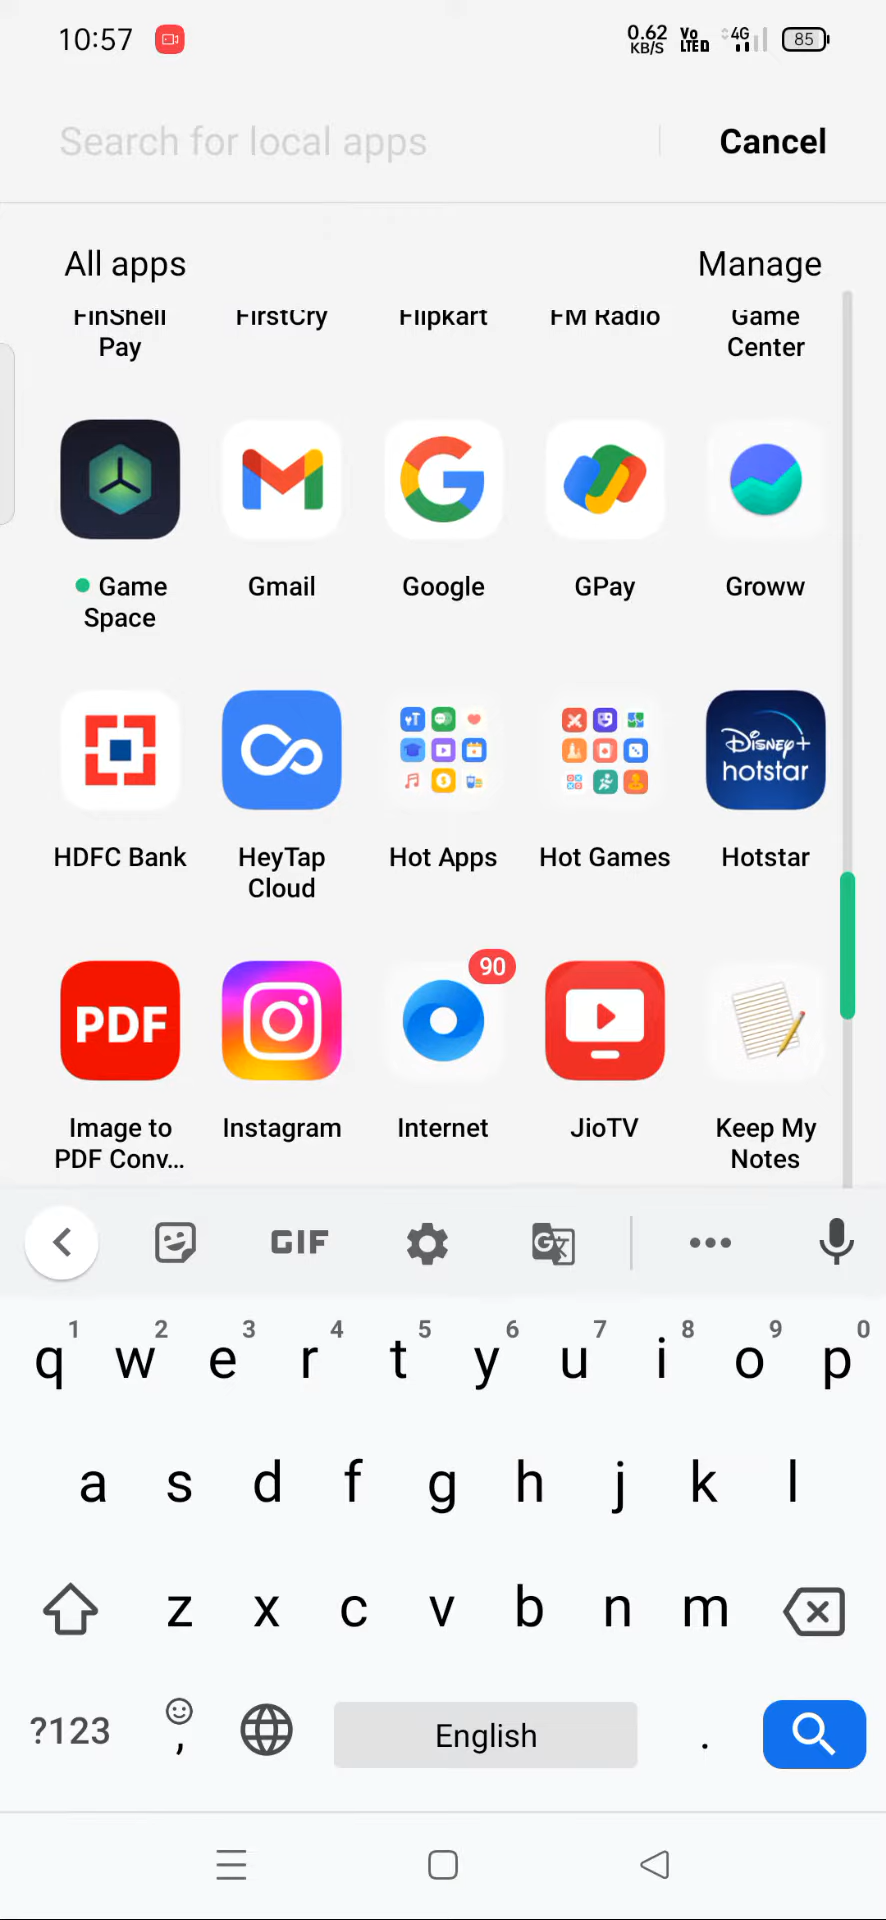 10:57
0.62
KB/S
Vo
LTED
4G
85
Search for local apps
Cancel
All apps
Manage
FinShell
Pay
FirstCry
Flipkart
FM Radio
Game
Center
Game
Space
Gmail
Google
GPay
Groww
Disney+
hotstar
HDFC Bank
HeyTap
Cloud
Hot Apps
Hot Games
Hotstar
90
PDF
Image to
PDF Conv...
Instagram
Internet
JioTV
Keep My
Notes
GIF
G
1 2 3 4 5 6 7 8 9 0
q w e r t y u i o p
a s d f g h j k l
z x c v b n m
?123
,
English
.